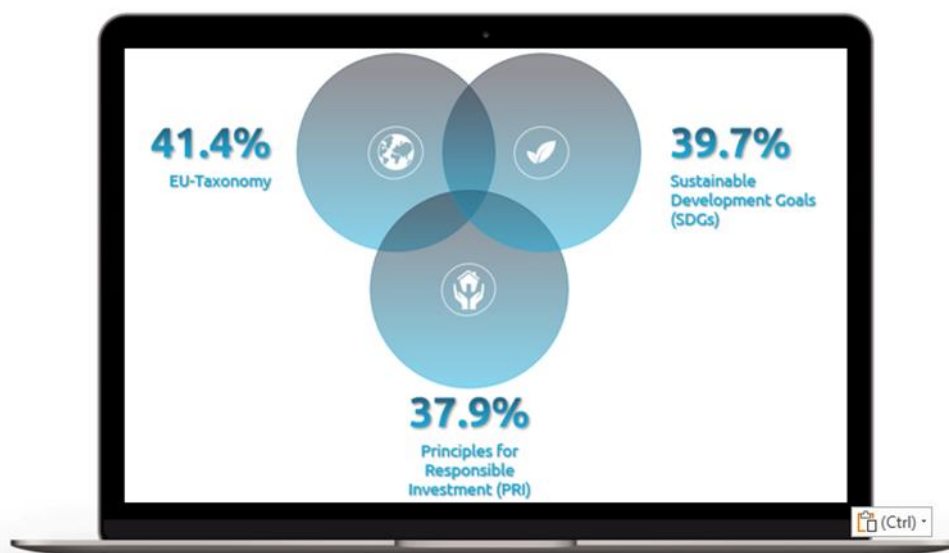 41.4%
EU-Taxonomy
39.7%
Sustainable
Development Goals
(SDGs)
37.9%
Principles for
Responsible
Investment (PRI)
(Ctrl)